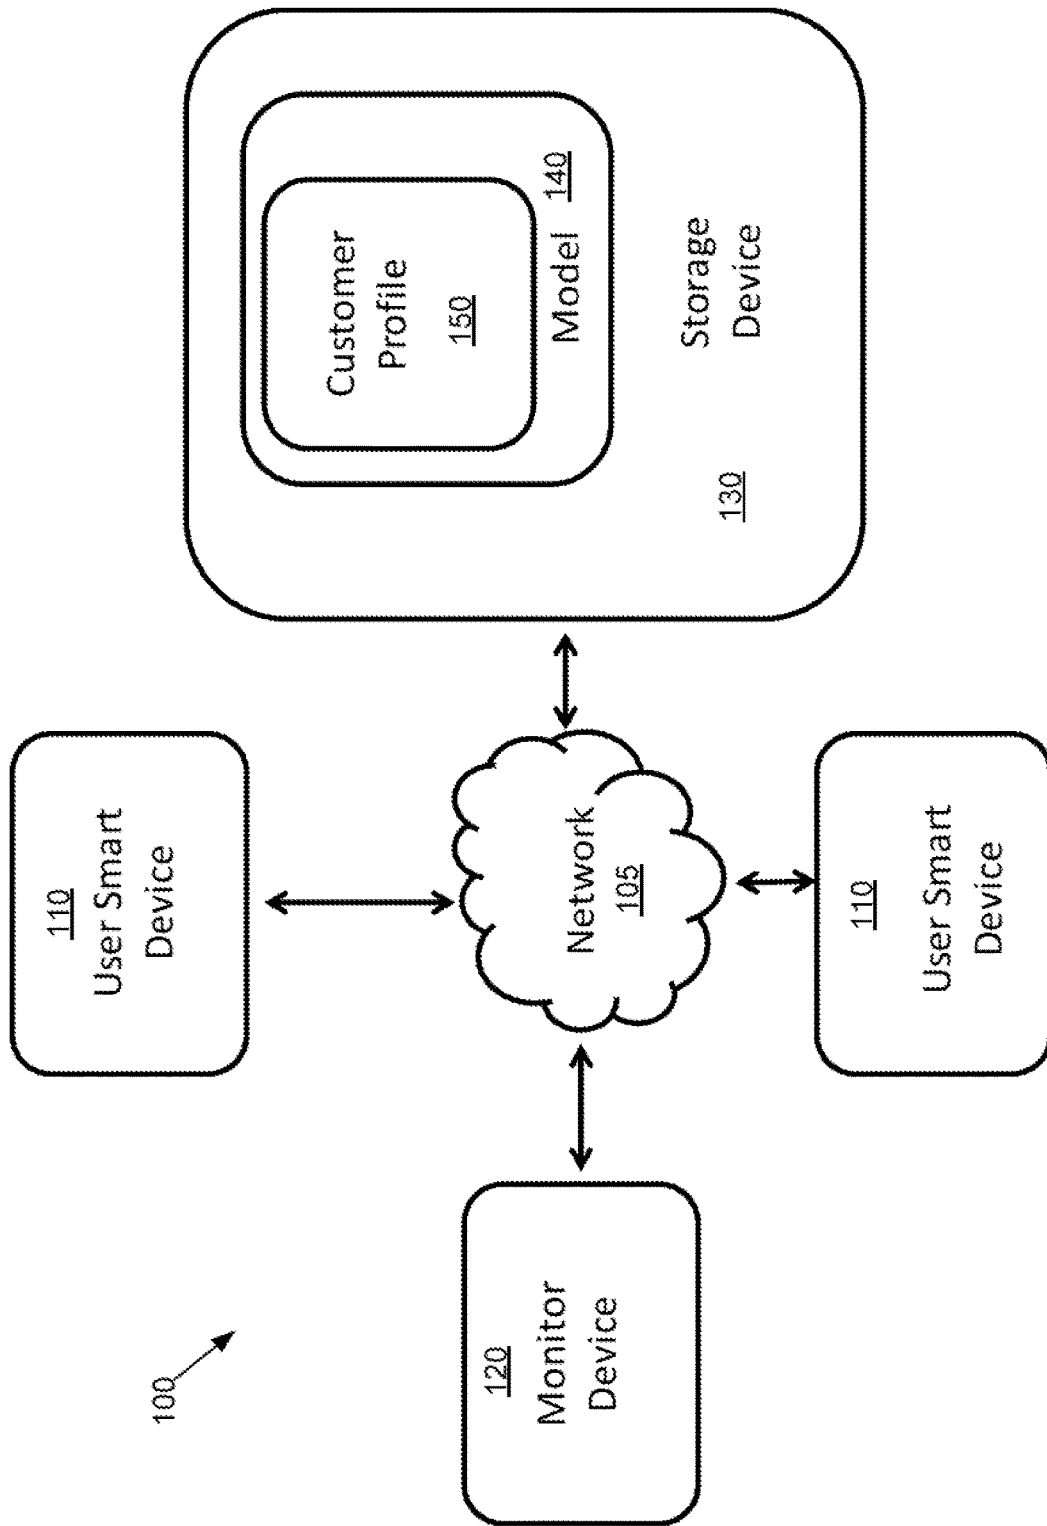 100
110
User Smart
Device
120
Monitor
Device
Network
105
Customer
Profile
150
Model 140
130
Storage
Device
110
User Smart
Device